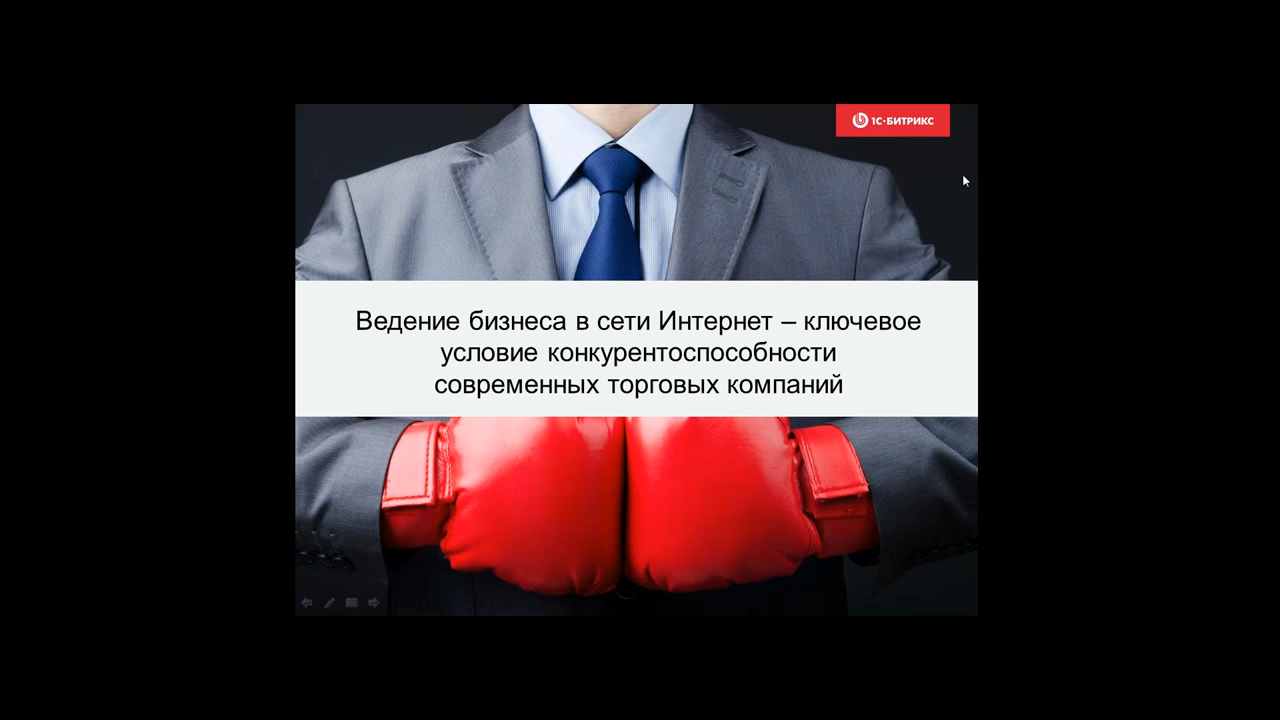 1С-БИТРИКС
Ведение бизнеса в сети Интернет – ключевое
условие конкурентоспособности
современных торговых компаний